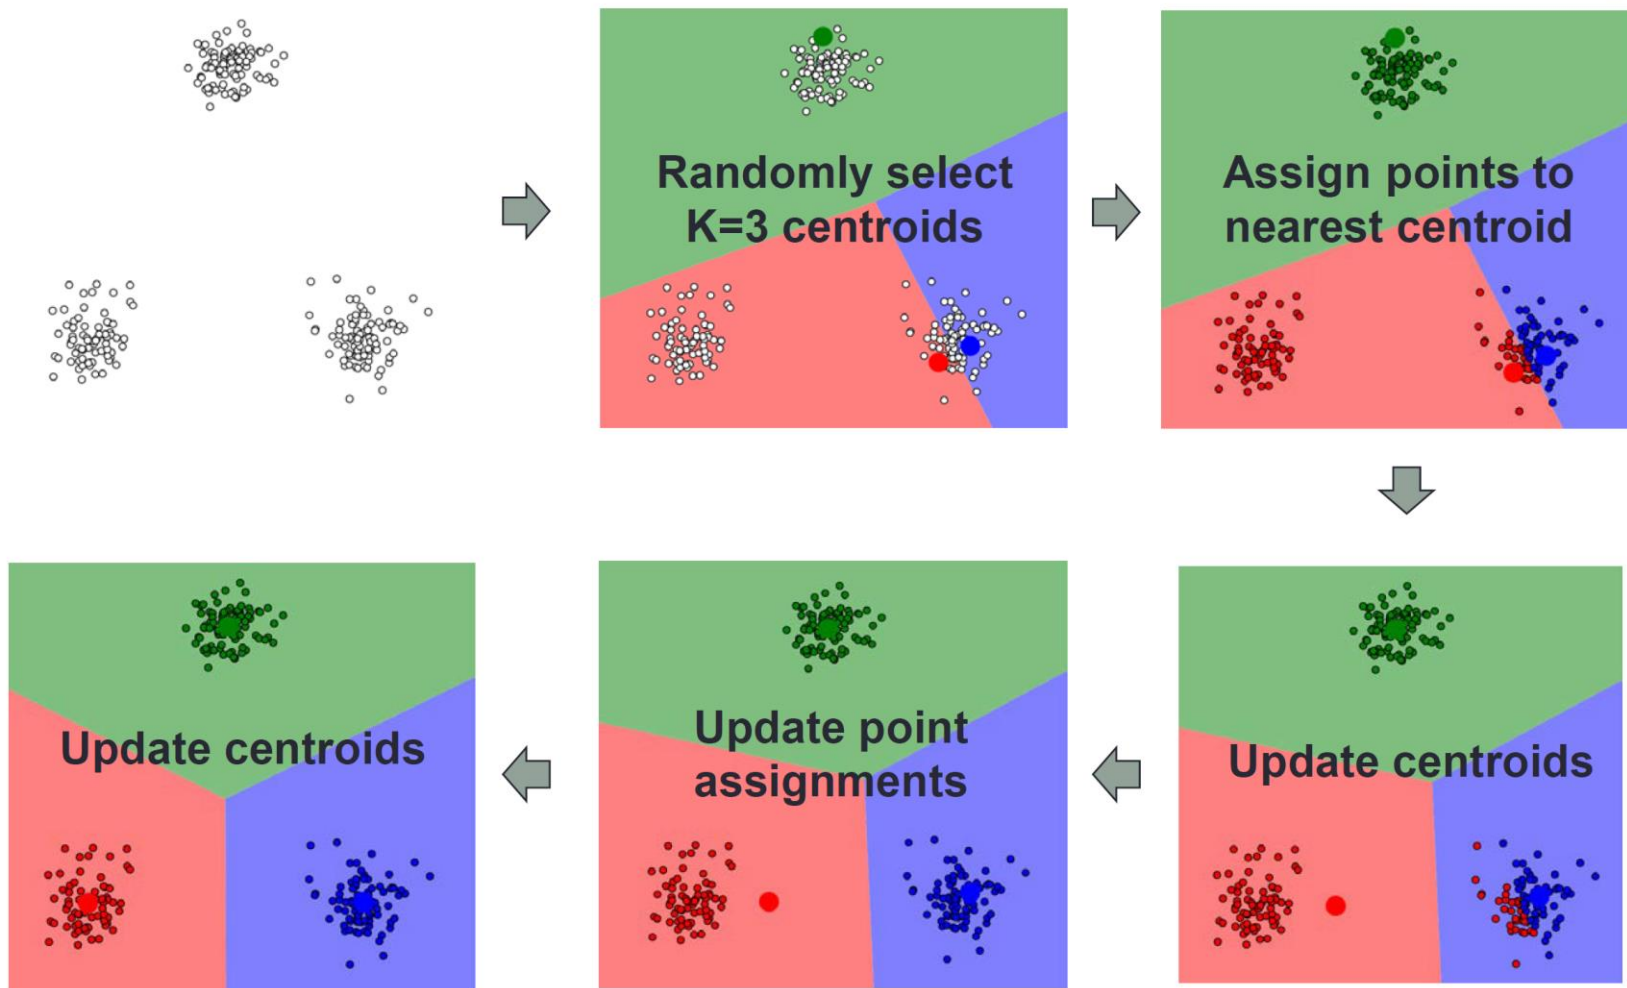 Randomly select
K=3 centroids
Assign points to
nearest centroid
Update centroids
Update point
assignments
Update centroids